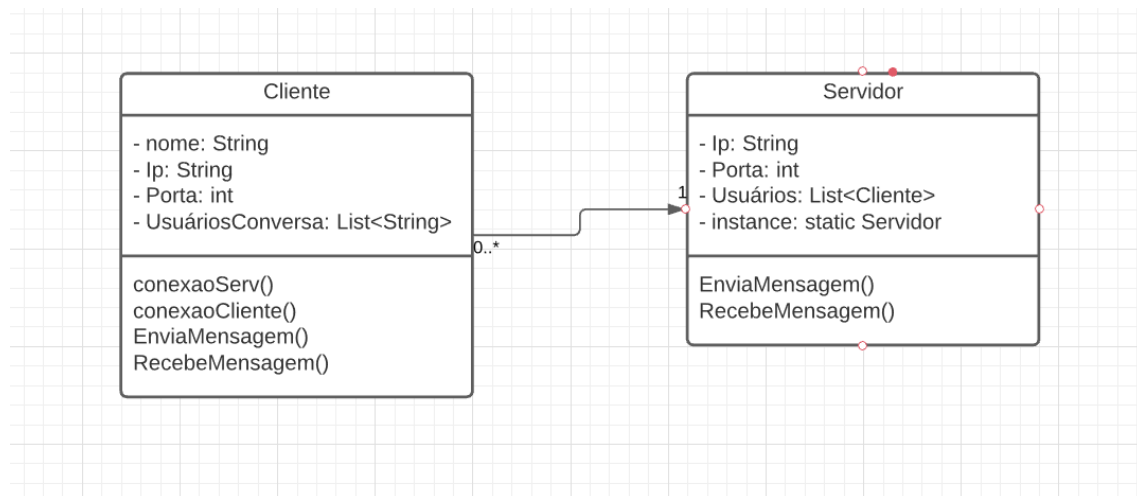 Cliente
- nome: String
- Ip: String
- Porta: int
- UsuáriosConversa: List<String>
conexaoServ()
conexaoCliente()
EnviaMensagem()
RecebeMensagem()
0..*
1
Servidor
- Ip: String
- Porta: int
- Usuários: List<Cliente>
- instance: static Servidor
EnviaMensagem()
RecebeMensagem()